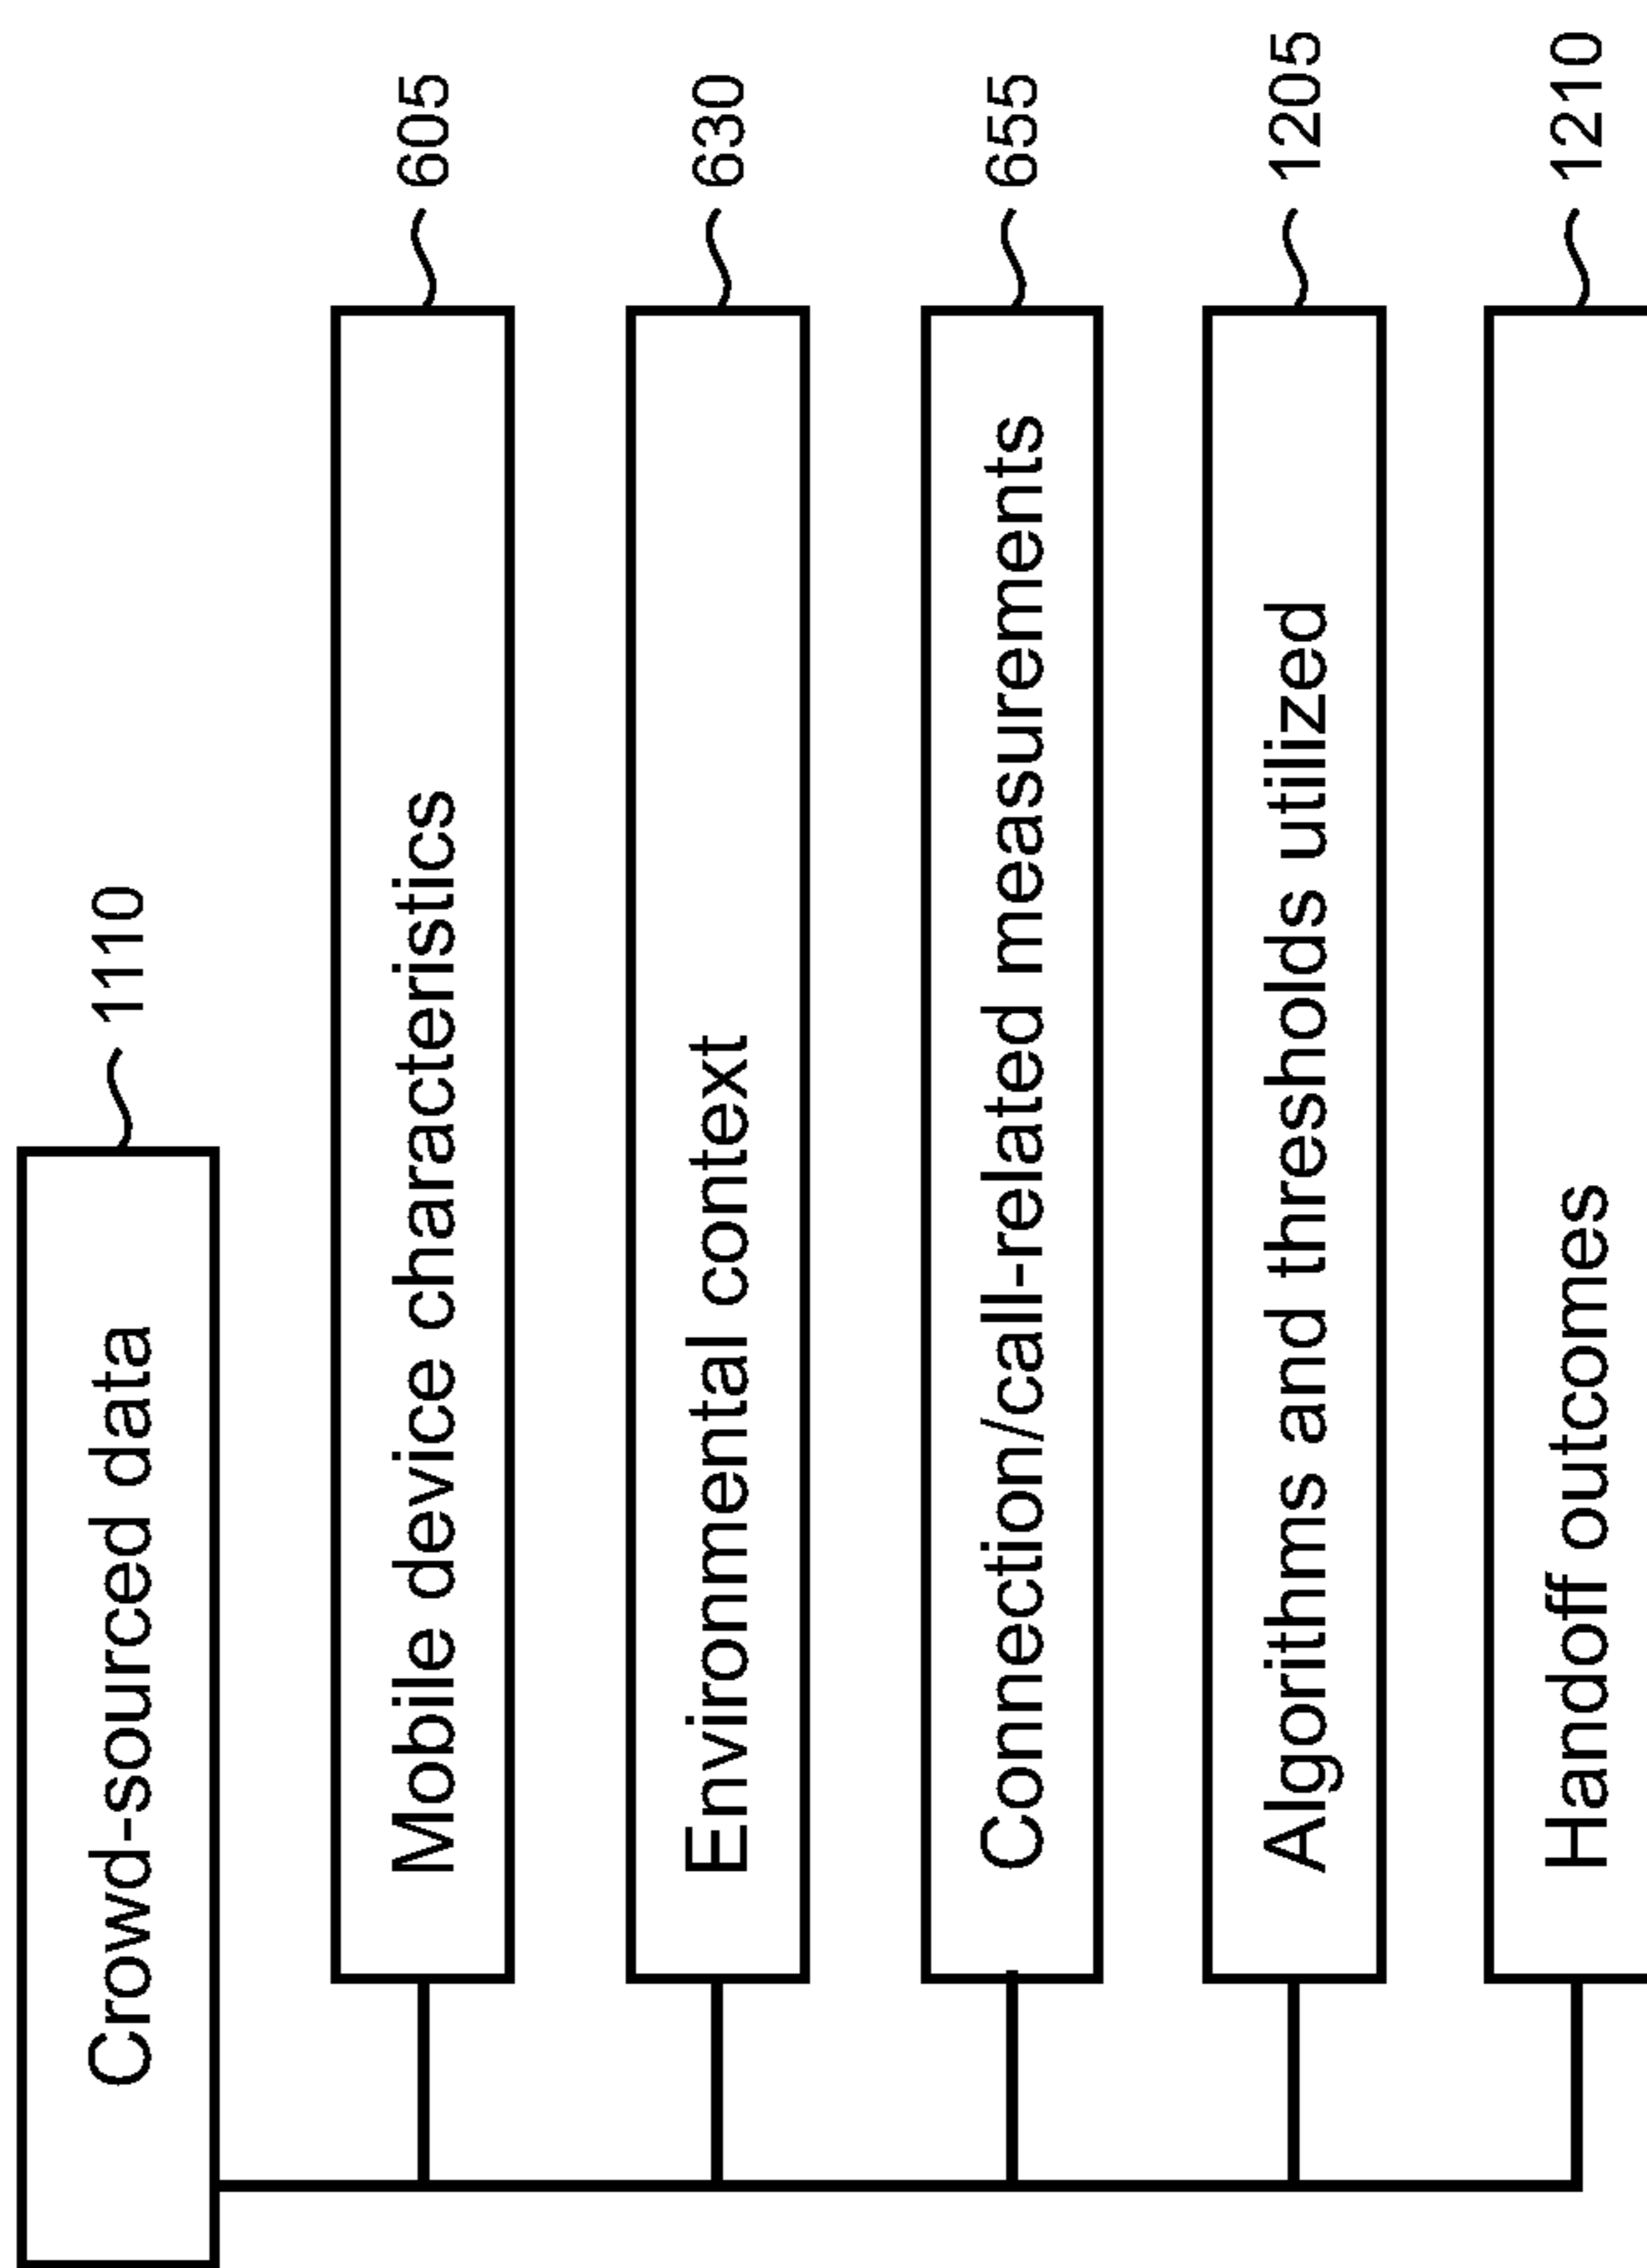 Crowd-sourced data
1110
Mobile device characteristics
605
Environmental context
630
Connection/call-related measurements
655
Algorithms and thresholds utilized
1205
Handoff outcomes
1210